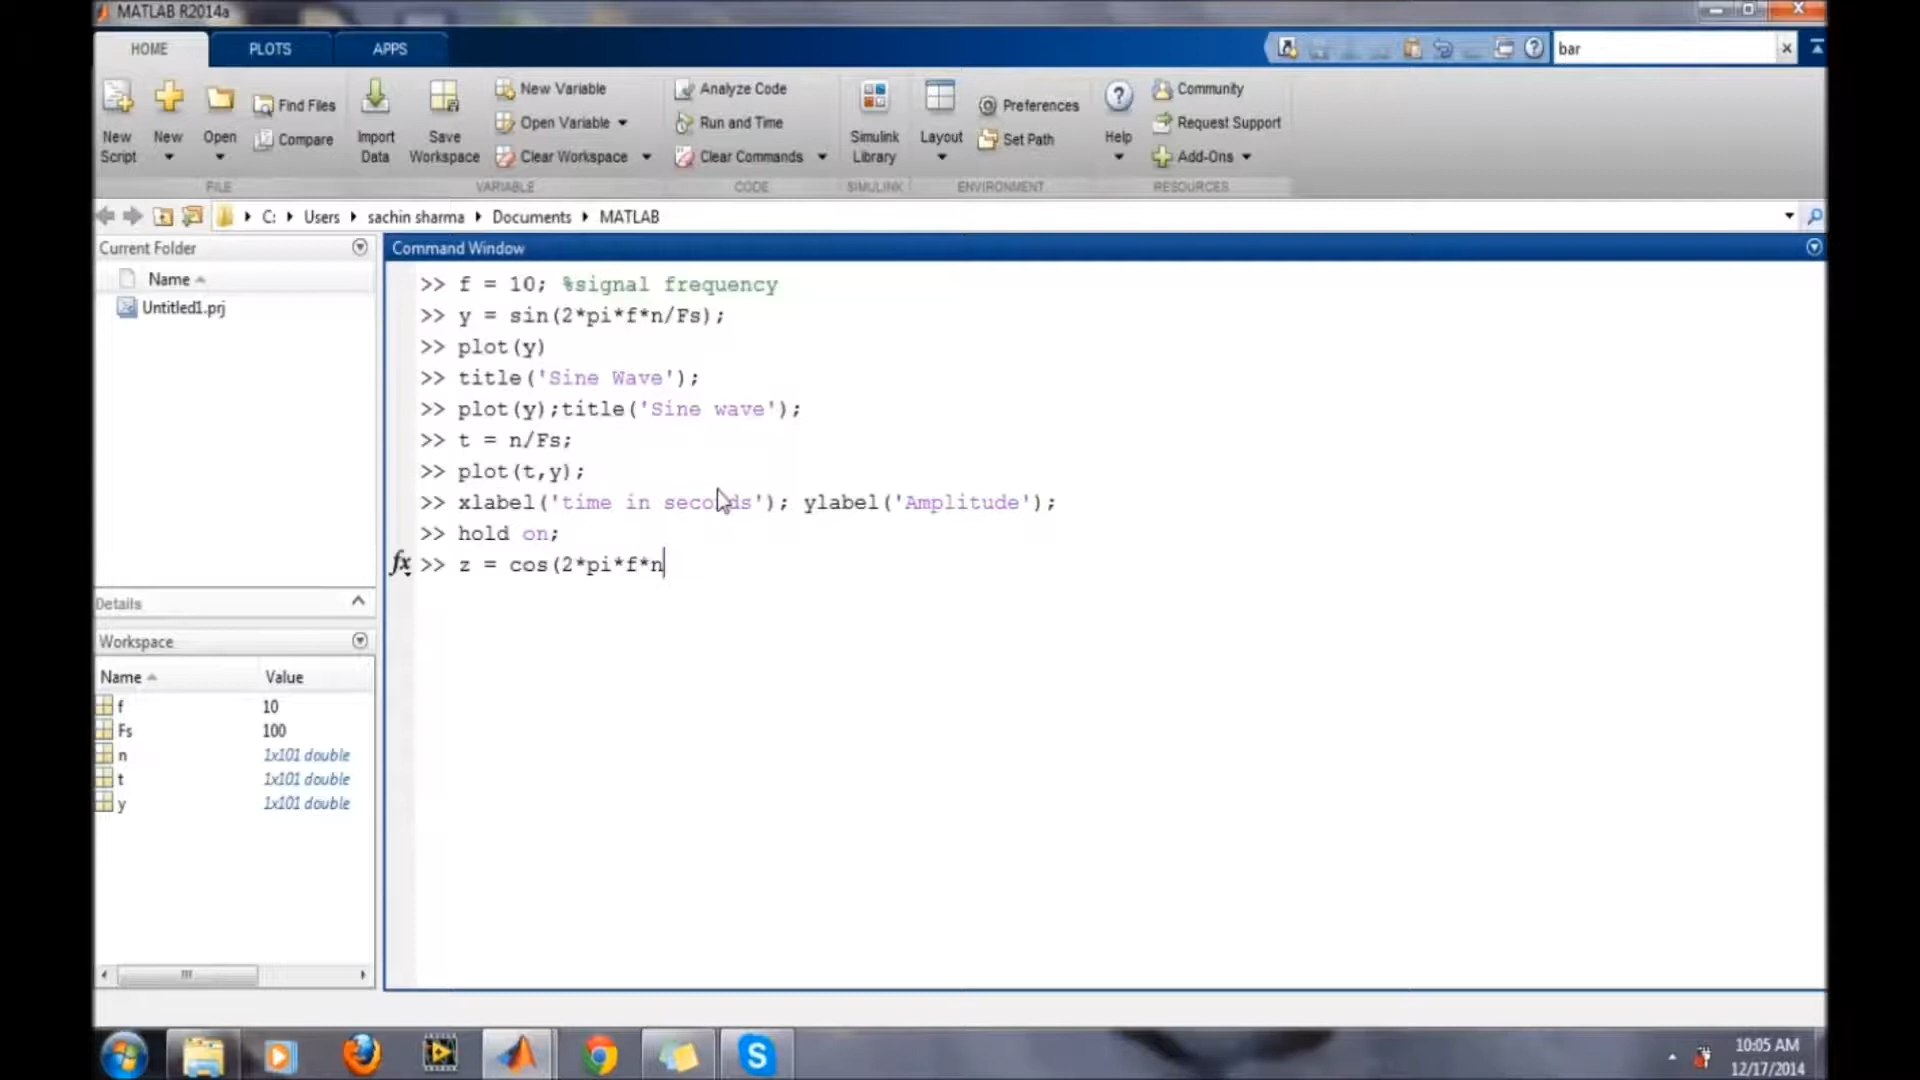 MATLAB R2014a
HOME PLOTS APPS
bar
New Script
New
Open
Find Files
Compare
Import Data
Save Workspace
New Variable
Open Variable
Clear Workspace
Analyze Code
Run and Time
Clear Commands
Simulink Library
Layout
Preferences
Set Path
Help
Community
Request Support
Add-Ons
FILE VARIABLE CODE SIMULINK ENVIRONMENT RESOURCES
C: Users sachin sharma Documents MATLAB
Current Folder
Name
Untitled1.prj
Details
Workspace
Name Value
f 10
Fs 100
n 1x101 double
t 1x101 double
y 1x101 double
Command Window
>> f = 10; %signal frequency
>> y = sin(2*pi*f*n/Fs);
>> plot(y)
>> title('Sine Wave');
>> plot(y);title('Sine wave');
>> t = n/Fs;
>> plot(t,y);
>> xlabel('time in seconds'); ylabel('Amplitude');
>> hold on;
fx >> z = cos(2*pi*f*n
10:05 AM
12/17/2014